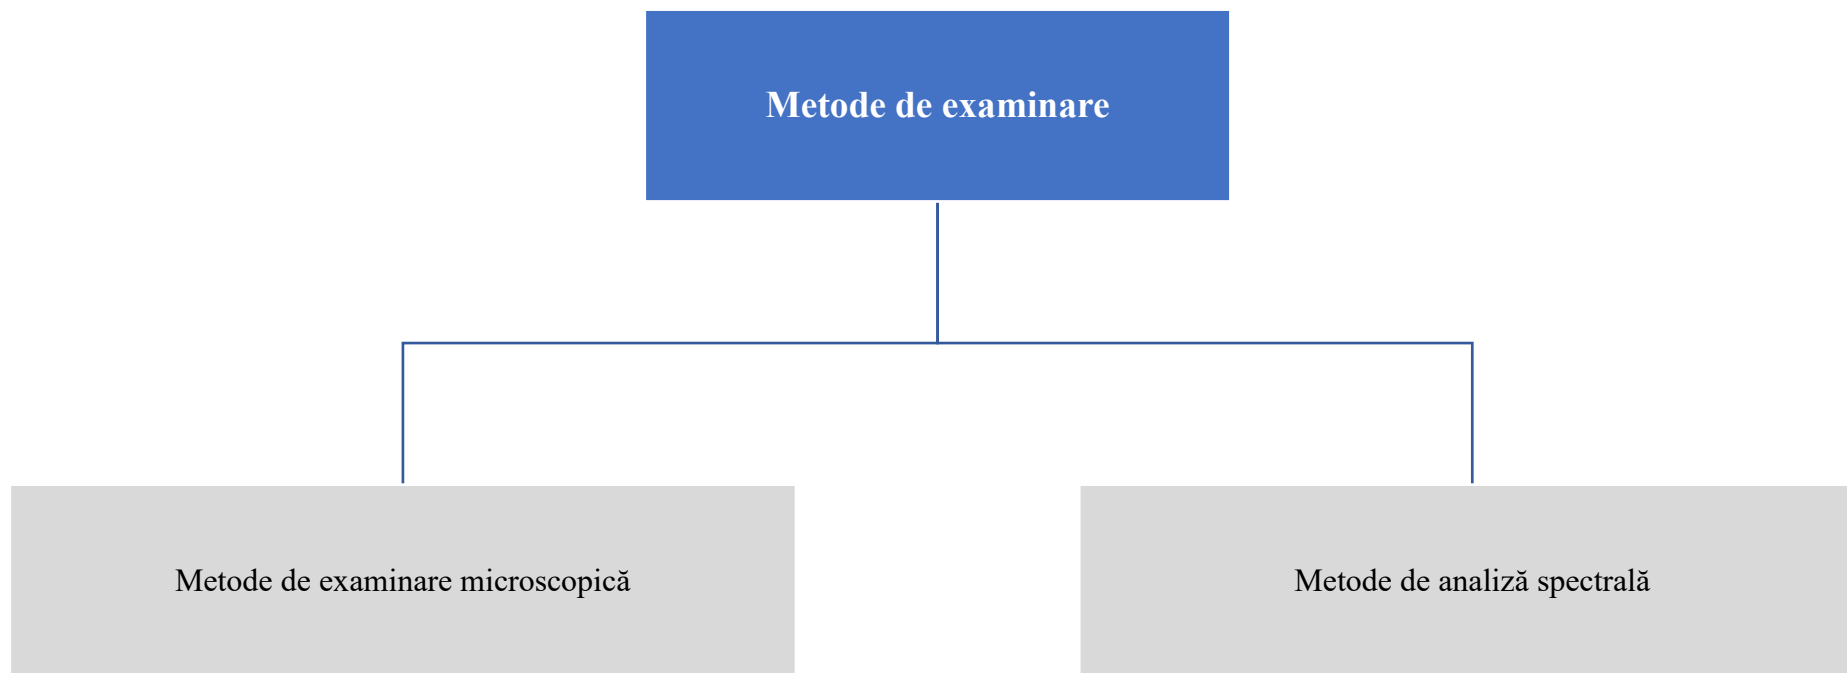 Metode de examinare
Metode de examinare microscopică
Metode de analiză spectrală